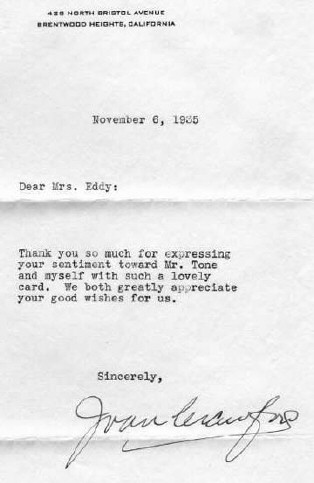 426 NORTH BRISTOL AVENUE
BRENTWOOD HEIGHTS, CALIFORNIA
November 6, 1935
Dear Mrs. Eddy:
Thank you so much for expressing
your sentiment toward Mr. Tone
and myself with such a lovely
card. We both greatly appreciate
your good wishes for us.
Sincerely,
Joan Crawford